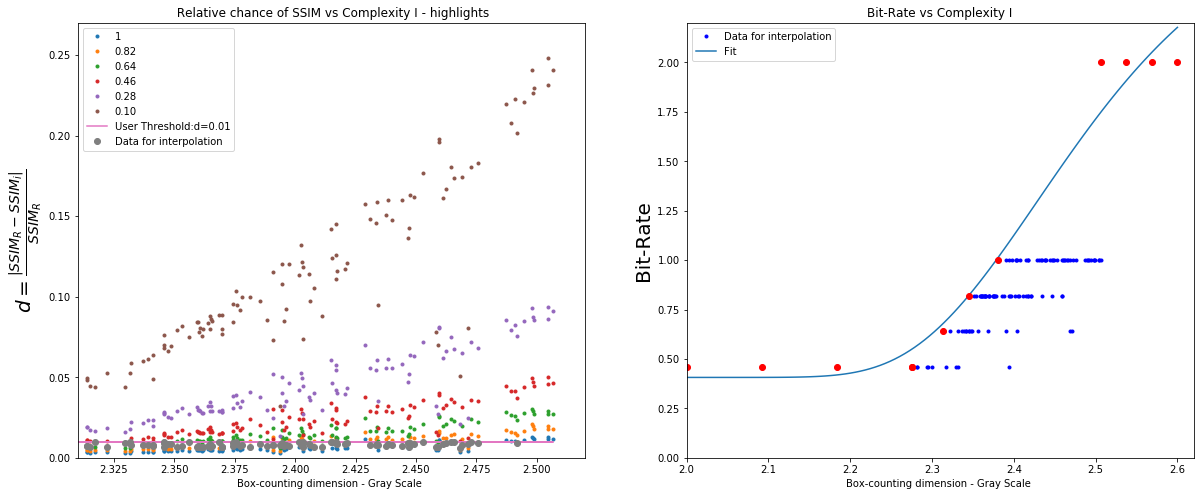 Relative chance of SSIM vs Complexity I - highlights
1
0.82
0.64
0.46
0.28
0.10
User Threshold:d=0.01
Data for interpolation
0.25
0.20
0.15
0.10
0.05
0.00
d = |SSIM_R − SSIM_i| / SSIM_R
2.325 2.350 2.375 2.400 2.425 2.450 2.475 2.500
Box-counting dimension - Gray Scale
Bit-Rate vs Complexity I
Data for interpolation
Fit
2.00
1.75
1.50
1.25
1.00
0.75
0.50
0.25
0.00
Bit-Rate
2.0 2.1 2.2 2.3 2.4 2.5 2.6
Box-counting dimension - Gray Scale